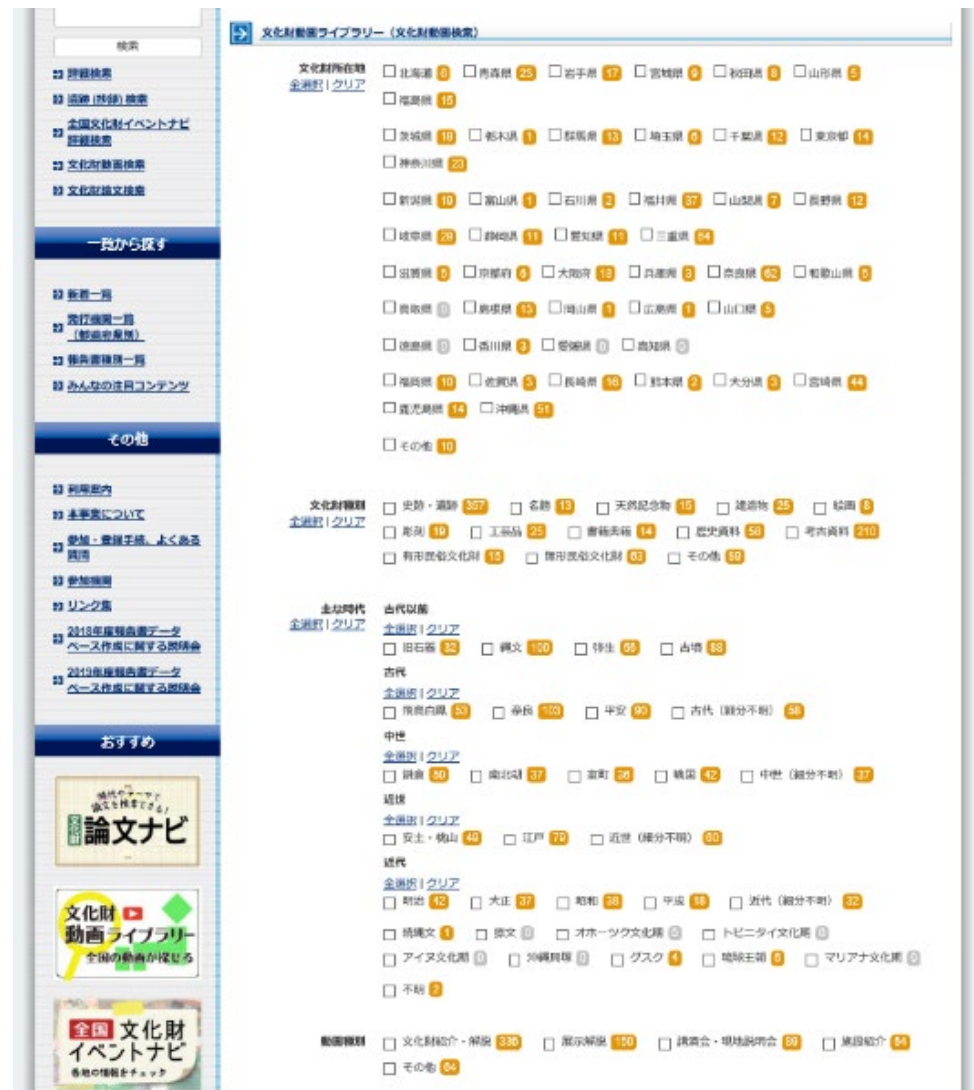 検索
詳細検索
遺跡 (抄録) 検索
全国文化財イベントナビ
詳細検索
文化財動画検索
文化財論文検索
一覧から探す
新着一覧
発行機関一覧
(都道府県別)
報告書種別一覧
みんなの注目コンテンツ
その他
利用案内
本事業について
参加・登録手続、よくある
質問
参加機関
リンク集
2018年度報告書データ
ベース作成に関する説明会
2019年度報告書データ
ベース作成に関する説明会
おすすめ
時代やテーマで
論文を検索できる!
文化財
論文ナビ
文化財
動画ライブラリー
全国の動画が探せる
全国 文化財
イベントナビ
各地の情報をチェック
文化財動画ライブラリー (文化財動画検索)
文化財所在地
全選択 | クリア
北海道 青森県 岩手県 17 宮城県 秋田県 山形県 5
福島県 15
茨城県 栃木県 1 群馬県 13 埼玉県 6 千葉県 12 東京都 14
神奈川県 23
新潟県 富山県 1 石川県 2 福井県 37 山梨県 7 長野県 12
岐阜県 静岡県 11 愛知県 11 三重県
滋賀県 京都府 大阪府 兵庫県 3 奈良県 62 和歌山県
鳥取県 0 島根県 13 岡山県 1 広島県 1 山口県 5
徳島県 0 香川県 3 愛媛県 0 高知県 0
福岡県 10 佐賀県 長崎県 16 熊本県 2 大分県 3 宮崎県 44
鹿児島県 14 沖縄県 51
その他 10
文化財種別
全選択 | クリア
史跡・遺跡 名勝 13 天然記念物 建造物 25 絵画
彫刻 工芸品 25 書籍典籍 14 歴史資料 考古資料 210
有形民俗文化財 無形民俗文化財 63 その他 59
主な時代
全選択 | クリア
古代以前
全選択 | クリア
旧石器 32 縄文 100 弥生 古墳
古代
全選択 | クリア
飛鳥白鳳 53 奈良 103 平安 90 古代 (細分不明)
中世
全選択 | クリア
鎌倉 50 南北朝 37 室町 戦国 42 中世 (細分不明) 37
近世
全選択 | クリア
安土・桃山 江戸 79 近世 (細分不明)
近代
全選択 | クリア
明治 42 大正 37 昭和 平成 近代 (細分不明) 32
続縄文 1 擦文 0 オホーツク文化期 0 トビニタイ文化期 0
アイヌ文化期 0 沖縄貝塚 0 グスク 4 琉球王朝 マリアナ文化期 0
不明 2
動画種別
文化財紹介・解説 展示解説 150 講演会・現地説明会 施設紹介
その他